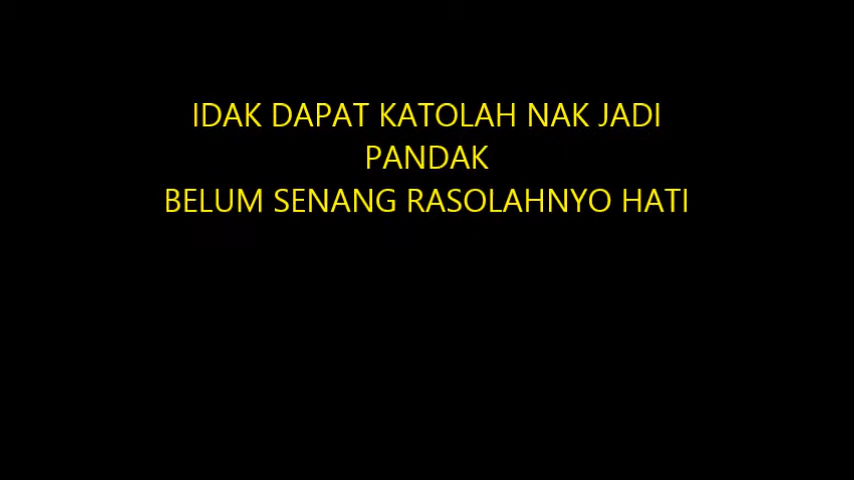 IDAK DAPAT KATOLAH NAK JADI
PANDAK
BELUM SENANG RASOLAHNYO HATI